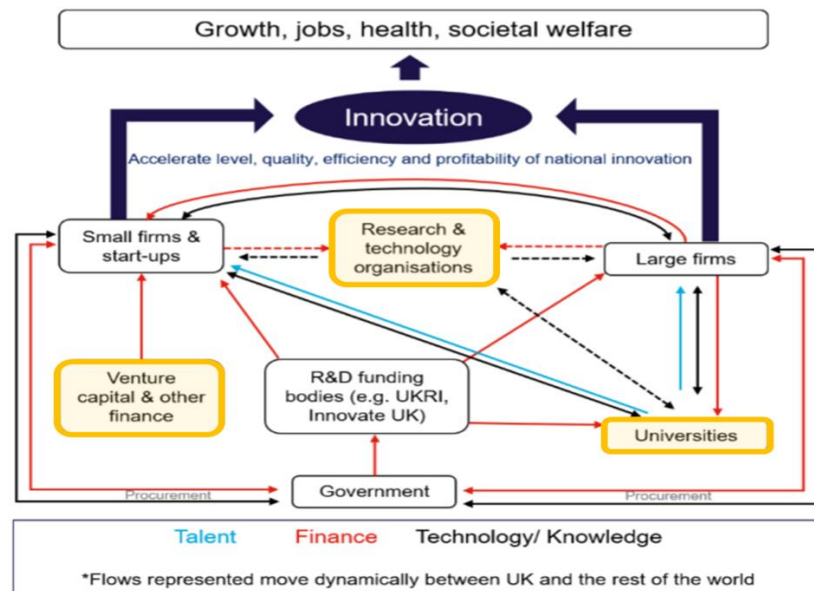 Growth, jobs, health, societal welfare
Innovation
Accelerate level, quality, efficiency and profitability of national innovation
Small firms &
start-ups
Research &
technology
organisations
Large firms
Venture
capital & other
finance
R&D funding
bodies (e.g. UKRI,
Innovate UK)
Universities
Procurement
Government
Procurement
Talent Finance Technology/ Knowledge
*Flows represented move dynamically between UK and the rest of the world